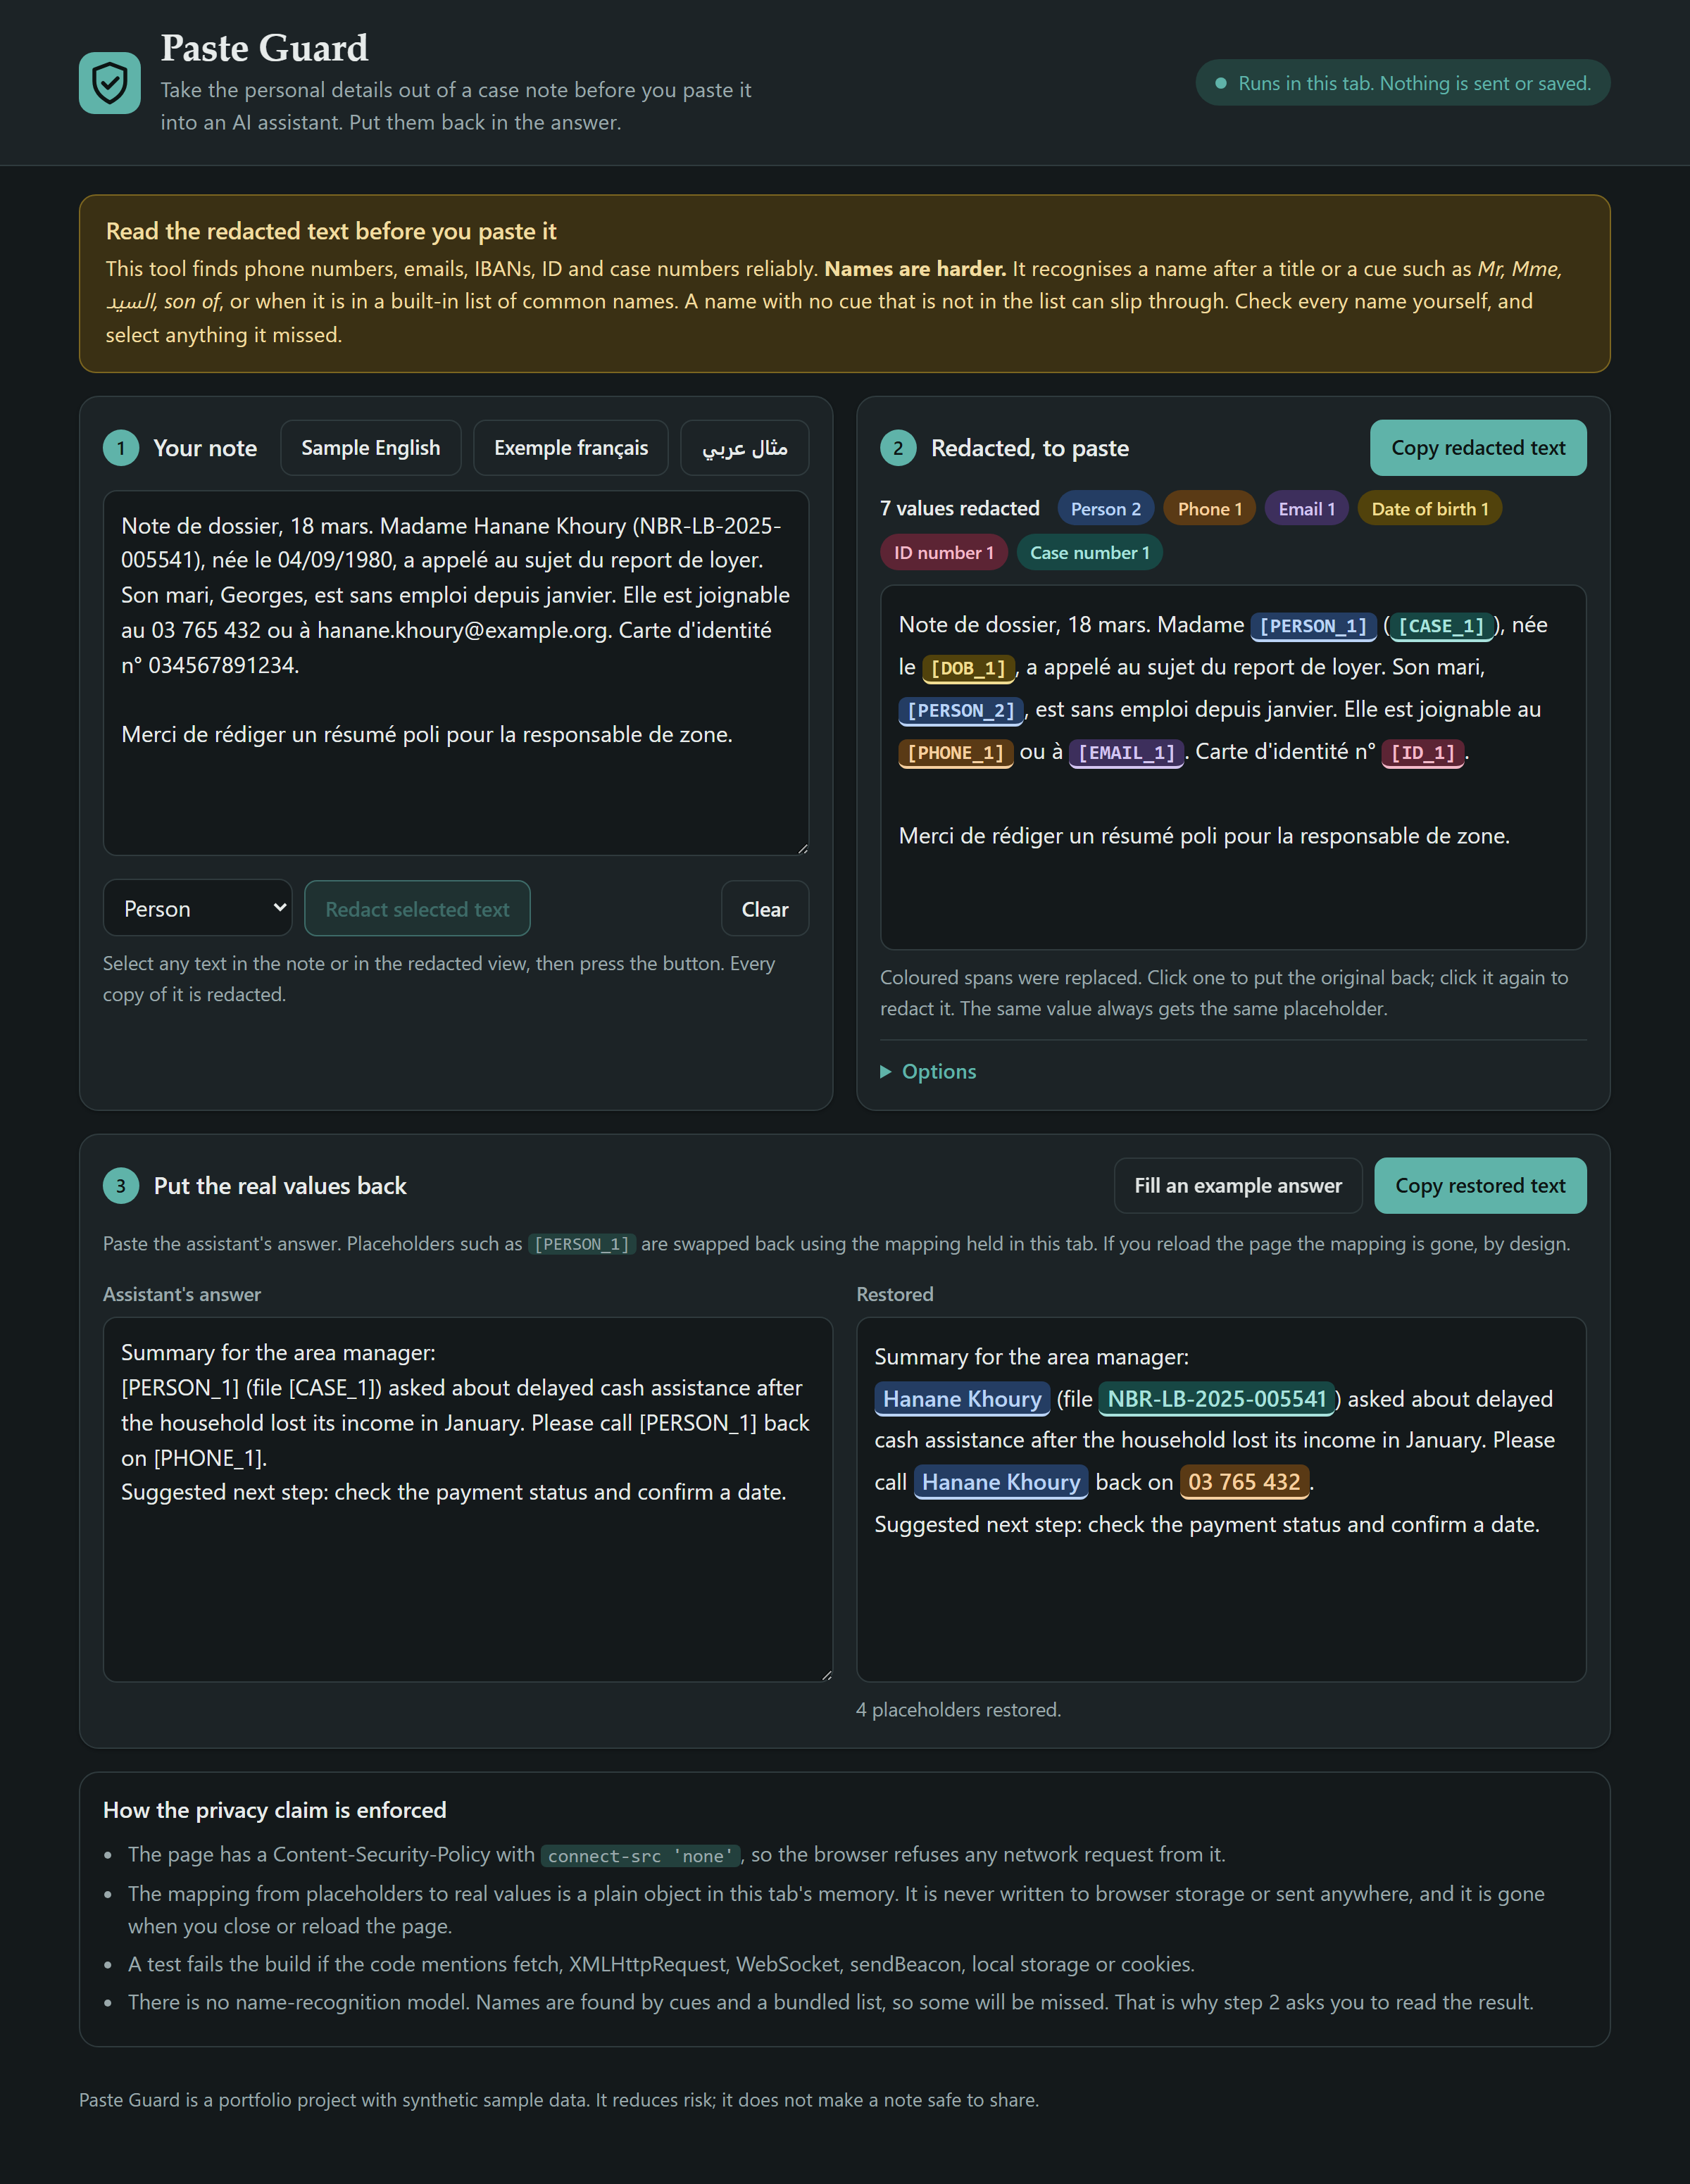 Paste Guard
Take the personal details out of a case note before you paste it
into an AI assistant. Put them back in the answer.
Runs in this tab. Nothing is sent or saved.
Read the redacted text before you paste it
This tool finds phone numbers, emails, IBANs, ID and case numbers reliably. Names are harder. It recognises a name after a title or a cue such as Mr, Mme,
السيد, son of, or when it is in a built-in list of common names. A name with no cue that is not in the list can slip through. Check every name yourself, and
select anything it missed.
1 Your note
Sample English
Exemple français
مثال عربي
Note de dossier, 18 mars. Madame Hanane Khoury (NBR-LB-2025-
005541), née le 04/09/1980, a appelé au sujet du report de loyer.
Son mari, Georges, est sans emploi depuis janvier. Elle est joignable
au 03 765 432 ou à hanane.khoury@example.org. Carte d'identité
n° 034567891234.
Merci de rédiger un résumé poli pour la responsable de zone.
Person
Redact selected text
Clear
Select any text in the note or in the redacted view, then press the button. Every
copy of it is redacted.
2 Redacted, to paste
Copy redacted text
7 values redacted Person 2 Phone 1 Email 1 Date of birth 1
ID number 1 Case number 1
Note de dossier, 18 mars. Madame [PERSON_1] ([CASE_1]), née
le [DOB_1], a appelé au sujet du report de loyer. Son mari,
[PERSON_2], est sans emploi depuis janvier. Elle est joignable au
[PHONE_1] ou à [EMAIL_1]. Carte d'identité n° [ID_1].
Merci de rédiger un résumé poli pour la responsable de zone.
Coloured spans were replaced. Click one to put the original back; click it again to
redact it. The same value always gets the same placeholder.
Options
3 Put the real values back
Fill an example answer
Copy restored text
Paste the assistant's answer. Placeholders such as [PERSON_1] are swapped back using the mapping held in this tab. If you reload the page the mapping is gone, by design.
Assistant's answer
Summary for the area manager:
[PERSON_1] (file [CASE_1]) asked about delayed cash assistance after
the household lost its income in January. Please call [PERSON_1] back
on [PHONE_1].
Suggested next step: check the payment status and confirm a date.
Restored
Summary for the area manager:
Hanane Khoury (file NBR-LB-2025-005541) asked about delayed
cash assistance after the household lost its income in January. Please
call Hanane Khoury back on 03 765 432.
Suggested next step: check the payment status and confirm a date.
4 placeholders restored.
How the privacy claim is enforced
The page has a Content-Security-Policy with connect-src 'none', so the browser refuses any network request from it.
The mapping from placeholders to real values is a plain object in this tab's memory. It is never written to browser storage or sent anywhere, and it is gone
when you close or reload the page.
A test fails the build if the code mentions fetch, XMLHttpRequest, WebSocket, sendBeacon, local storage or cookies.
There is no name-recognition model. Names are found by cues and a bundled list, so some will be missed. That is why step 2 asks you to read the result.
Paste Guard is a portfolio project with synthetic sample data. It reduces risk; it does not make a note safe to share.